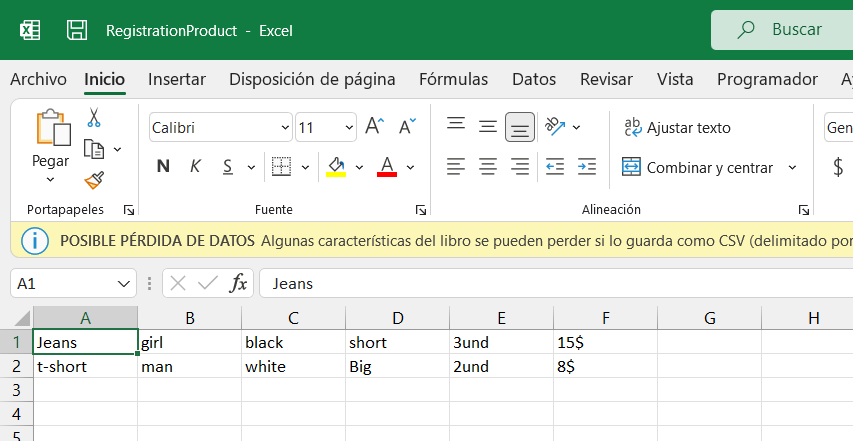 RegistrationProduct - Excel
Buscar
Archivo Inicio Insertar Disposición de página Fórmulas Datos Revisar Vista Programador Ay
Pegar
Calibri 11
ab Ajustar texto
Gen
N K S A
Combinar y centrar
$
Portapapeles Fuente Alineación
POSIBLE PÉRDIDA DE DATOS Algunas características del libro se pueden perder si lo guarda como CSV (delimitado por
A1 fx Jeans
A B C D E F G H
1 Jeans girl black short 3und 15$
2 t-short man white Big 2und 8$
3
4
5